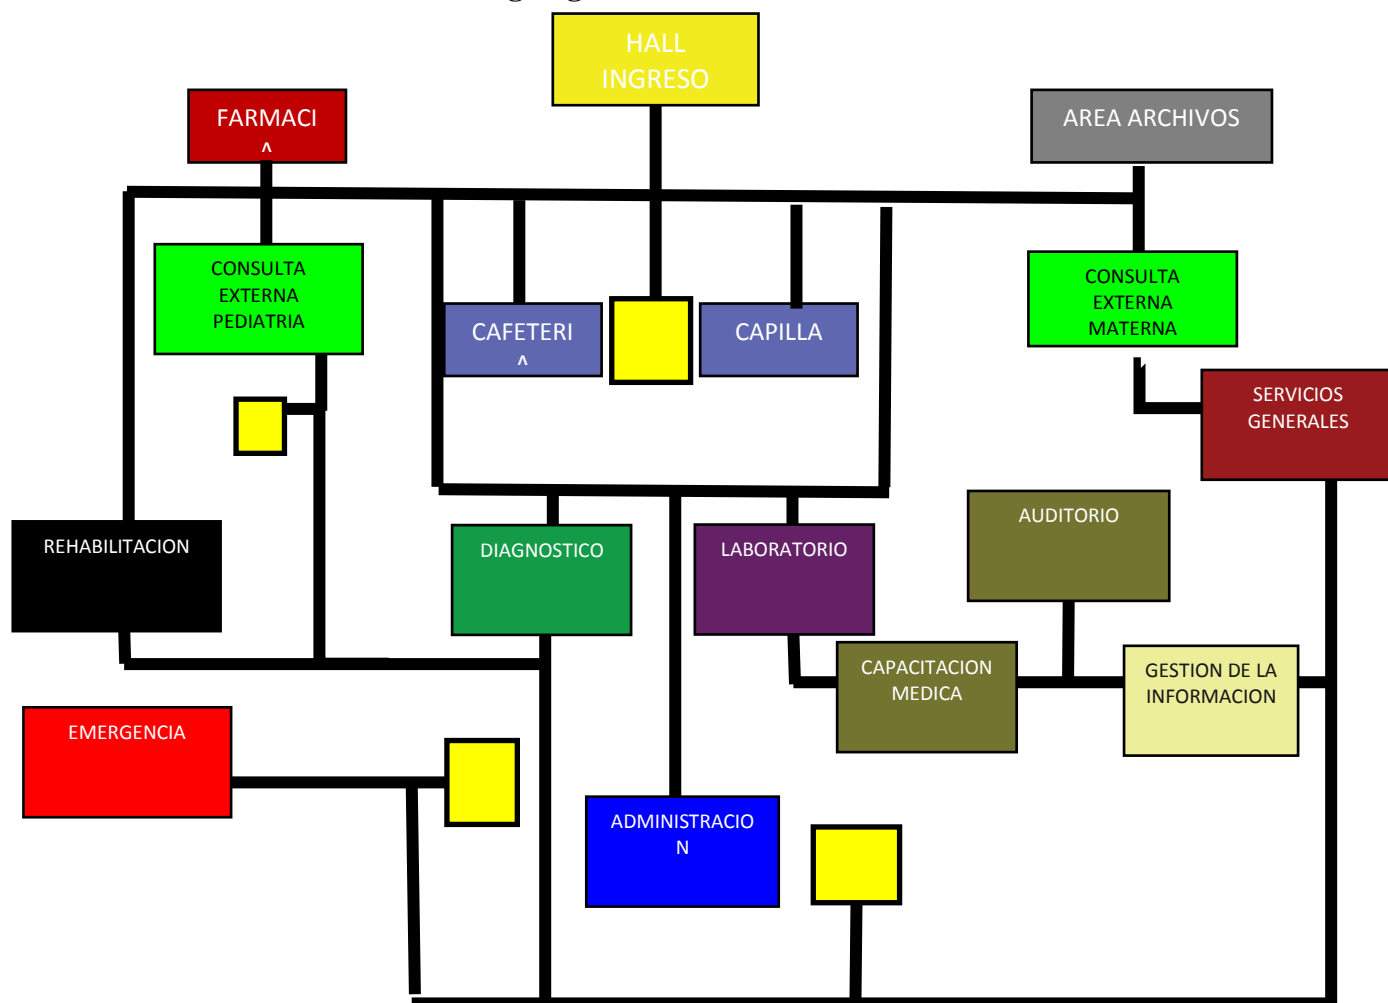 HALL
INGRESO
FARMACI
AREA ARCHIVOS
CONSULTA
EXTERNA
PEDIATRIA
CONSULTA
EXTERNA
MATERNA
CAFETERI
CAPILLA
SERVICIOS
GENERALES
AUDITORIO
REHABILITACION
DIAGNOSTICO
LABORATORIO
CAPACITACION
MEDICA
GESTION DE LA
INFORMACION
EMERGENCIA
ADMINISTRACIO
N